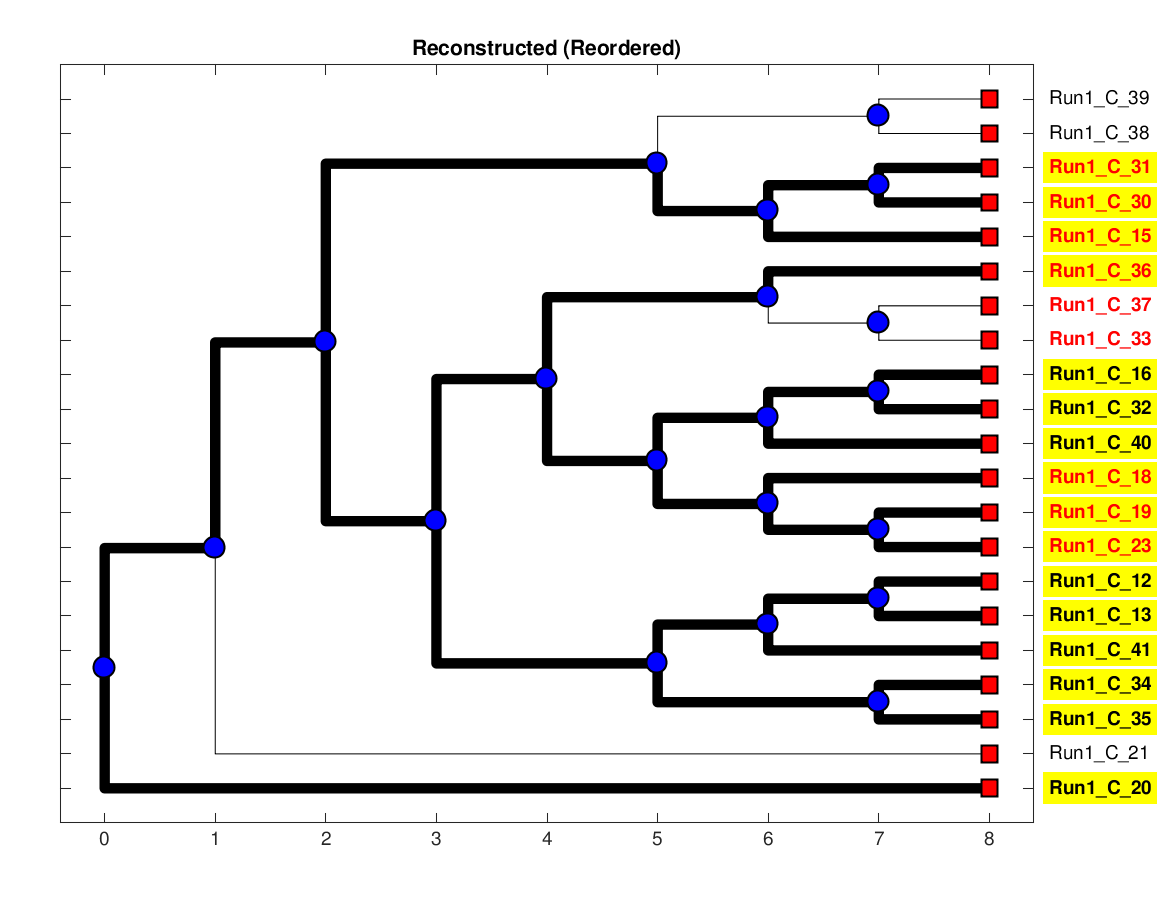 Reconstructed (Reordered)
Run1_C_39
Run1_C_38
Run1_C_31
Run1_C_30
Run1_C_15
Run1_C_36
Run1_C_37
Run1_C_33
Run1_C_16
Run1_C_32
Run1_C_40
Run1_C_18
Run1_C_19
Run1_C_23
Run1_C_12
Run1_C_13
Run1_C_41
Run1_C_34
Run1_C_35
Run1_C_21
Run1_C_20
0 1 2 3 4 5 6 7 8